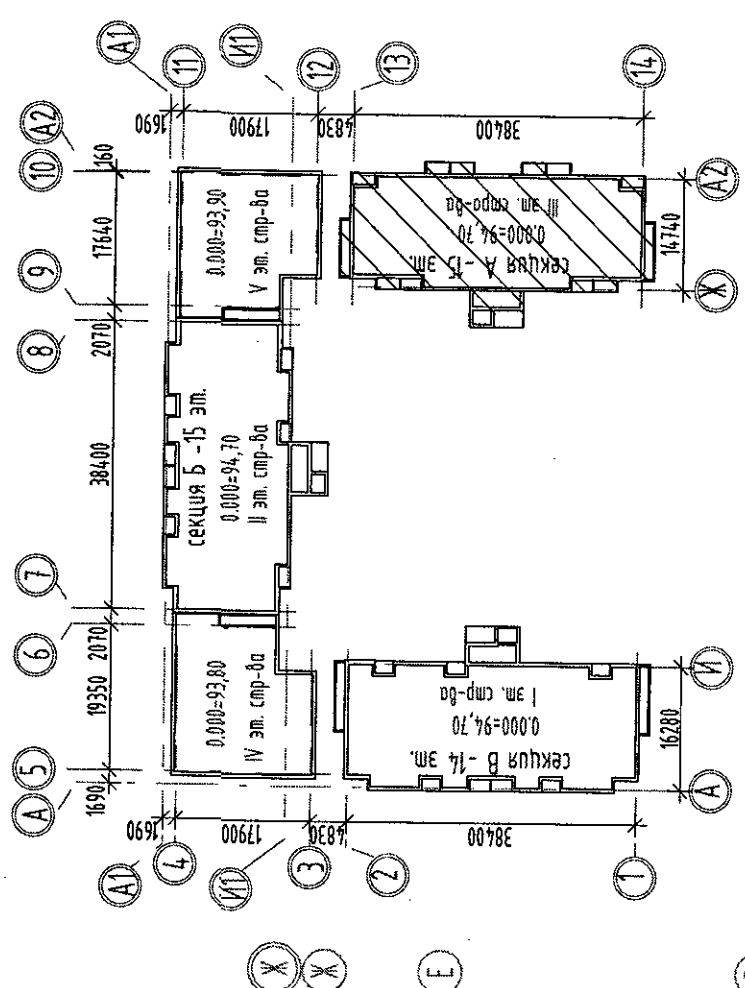 А1
11
И1
12
13
14
1690
17900
4830
38400
А2
10
9
8
7
6
5
А
160
17640
2070
38400
2070
19350
1690
0.000=93,90
V эт. стр-ва
секция Б -15 эт.
0.000=94,70
II эт. стр-ва
0.000=93,80
IV эт. стр-ва
секция А -15 эт.
0.000=94,70
III эт. стро-ва
А2
14740
Ж
секция В -14 эт.
0.000=94,70
I эт. стр-ва
И
16280
А
1690
17900
4830
38400
А1
4
И1
3
2
1
Ж
Ж
Е